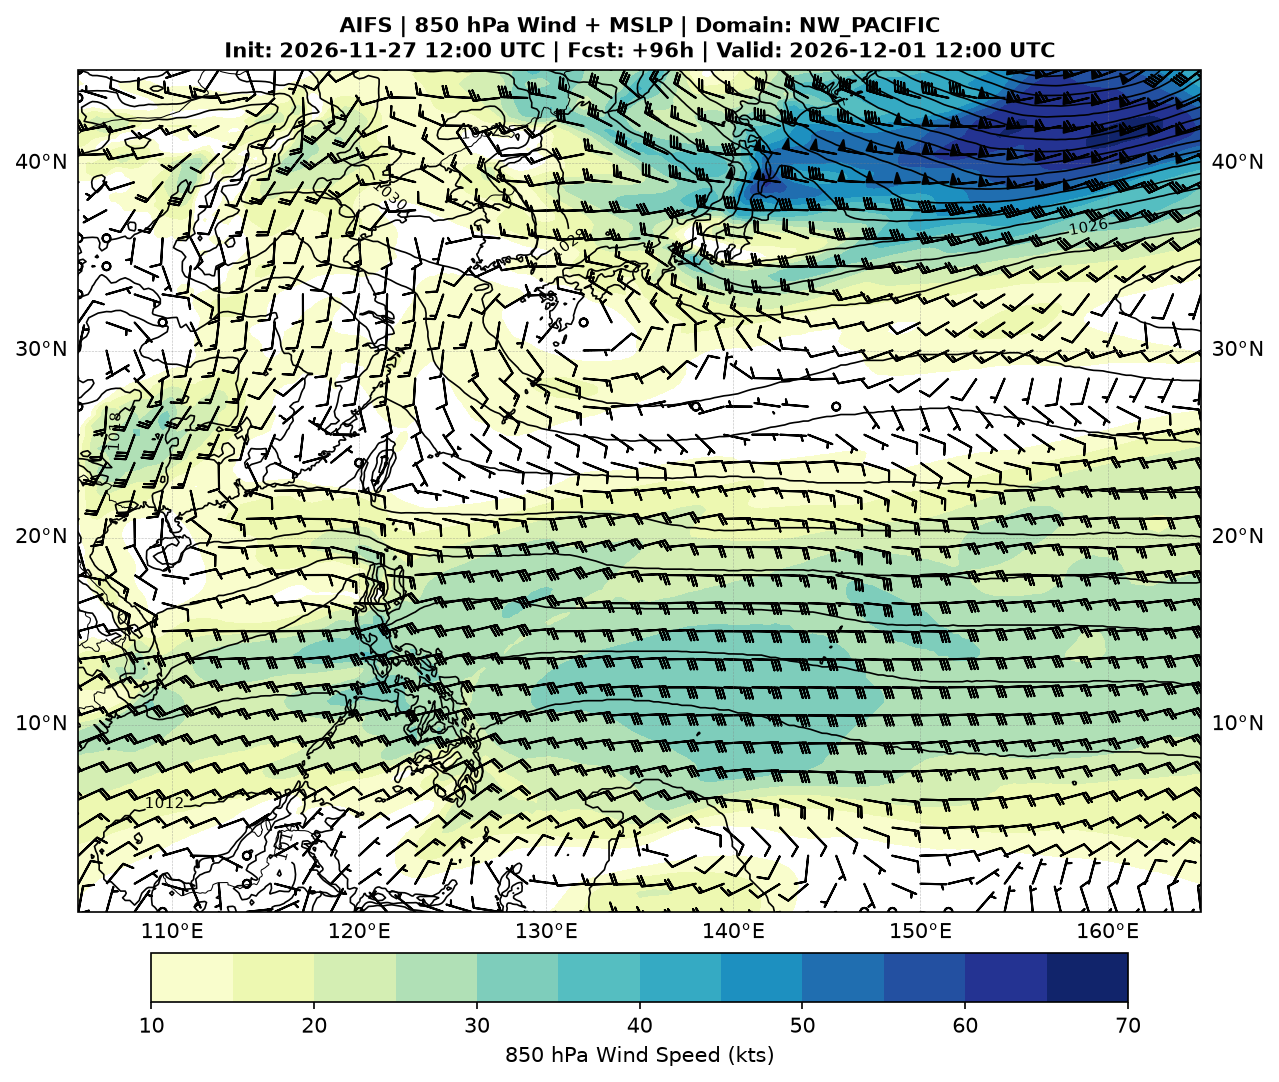 AIFS | 850 hPa Wind + MSLP | Domain: NW_PACIFIC
Init: 2026-11-27 12:00 UTC | Fcst: +96h | Valid: 2026-12-01 12:00 UTC
40°N
40°N
1030
1026
1018
30°N
30°N
20°N
20°N
10°N
10°N
1012
110°E
120°E
130°E
140°E
150°E
160°E
10
20
30
40
50
60
70
850 hPa Wind Speed (kts)